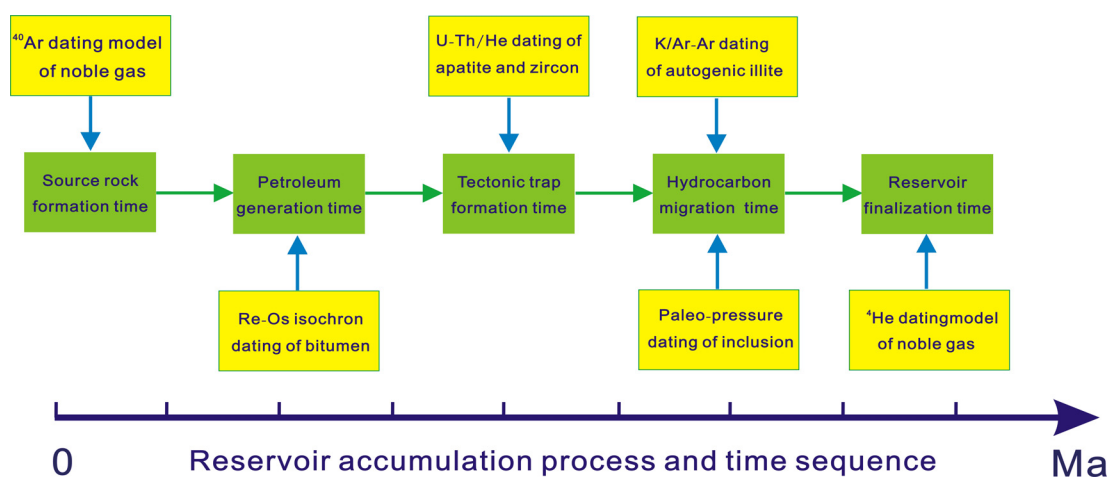 ⁴⁰Ar dating model
of noble gas
U-Th/He dating of
apatite and zircon
K/Ar-Ar dating
of autogenic illite
Source rock
formation time
Petroleum
generation time
Tectonic trap
formation time
Hydrocarbon
migration time
Reservoir
finalization time
Re-Os isochron
dating of bitumen
Paleo-pressure
dating of inclusion
⁴He datingmodel
of noble gas
0
Reservoir accumulation process and time sequence
Ma